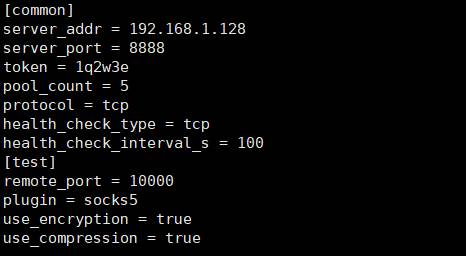 [common]
server_addr = 192.168.1.128
server_port = 8888
token = 1q2w3e
pool_count = 5
protocol = tcp
health_check_type = tcp
health_check_interval_s = 100
[test]
remote_port = 10000
plugin = socks5
use_encryption = true
use_compression = true